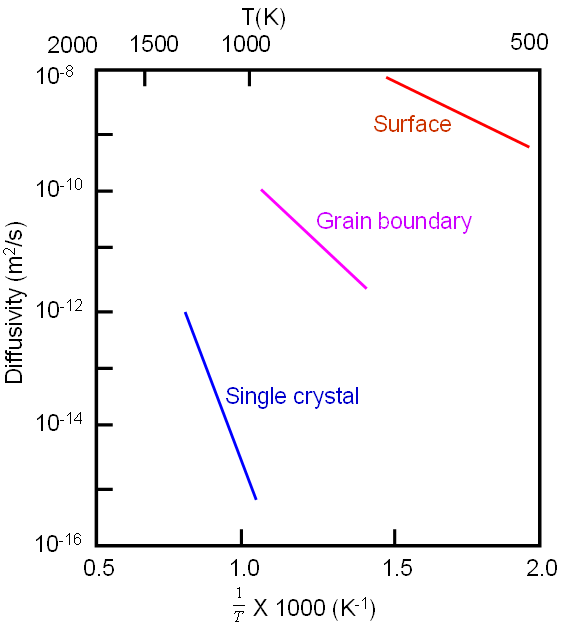 T(K)
2000 1500 1000 500
10⁻⁸
Surface
10⁻¹⁰
Grain boundary
Diffusivity (m²/s)
10⁻¹²
Single crystal
10⁻¹⁴
10⁻¹⁶
0.5 1.0 1.5 2.0
1/T X 1000 (K⁻¹)